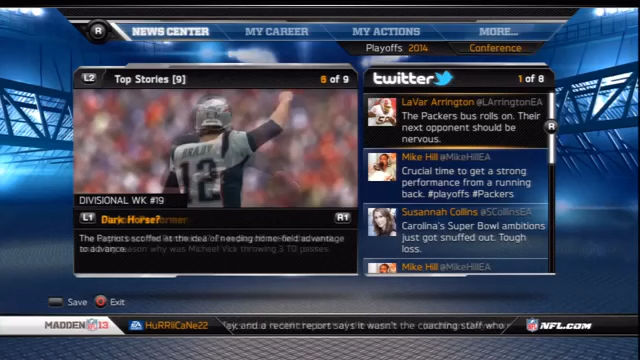 R NEWS CENTER MY CAREER MY ACTIONS MORE...
Playoffs 2014 Conference
L2 Top Stories [9] 6 of 9
BRADY
12
DIVISIONAL WK #19
L1 Dark Horse? R1
The Patriots scoffed at the idea of needing home-field advantage
to advance.
twitter 1 of 8
LaVar Arrington @LArringtonEA
The Packers bus rolls on. Their
next opponent should be
nervous.
R
Mike Hill @MikeHillEA
Crucial time to get a strong
performance from a running
back. #playoffs #Packers
Susannah Collins @SCollinsEA
Carolina's Super Bowl ambitions
just got snuffed out. Tough
loss.
Mike Hill @MikeHillEA
Save Exit
MADDEN NFL 13 EA HuRRiiCaNe22 ay, and a recent report says it wasn't the coaching staff who NFL NFL.COM